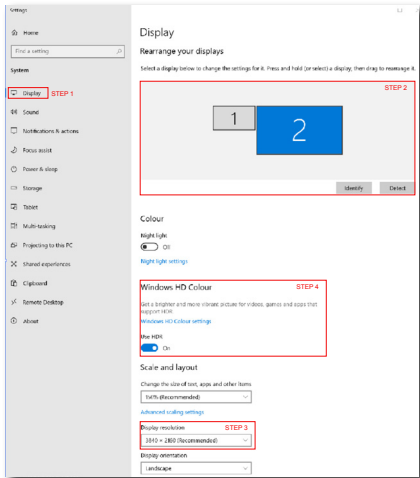 Settings
Home
Find a setting
System
Display STEP 1
Sound
Notifications & actions
Focus assist
Power & sleep
Storage
Tablet
Multi-tasking
Projecting to this PC
Shared experiences
Clipboard
Remote Desktop
About
Display
Rearrange your displays
Select a display below to change the settings for it. Press and hold (or select) a display, then drag to rearrange it.
STEP 2
1
2
Identify Detect
Colour
Night light
Off
Night light settings
Windows HD Colour STEP 4
Get a brighter and more vibrant picture for videos, games and apps that
support HDR
Windows HD Colour settings
Use HDR
On
Scale and layout
Change the size of text, apps and other items
(Recommended)
Advanced scaling settings
Display resolution STEP 3
3840 × 2160 (Recommended)
Display orientation
Landscape